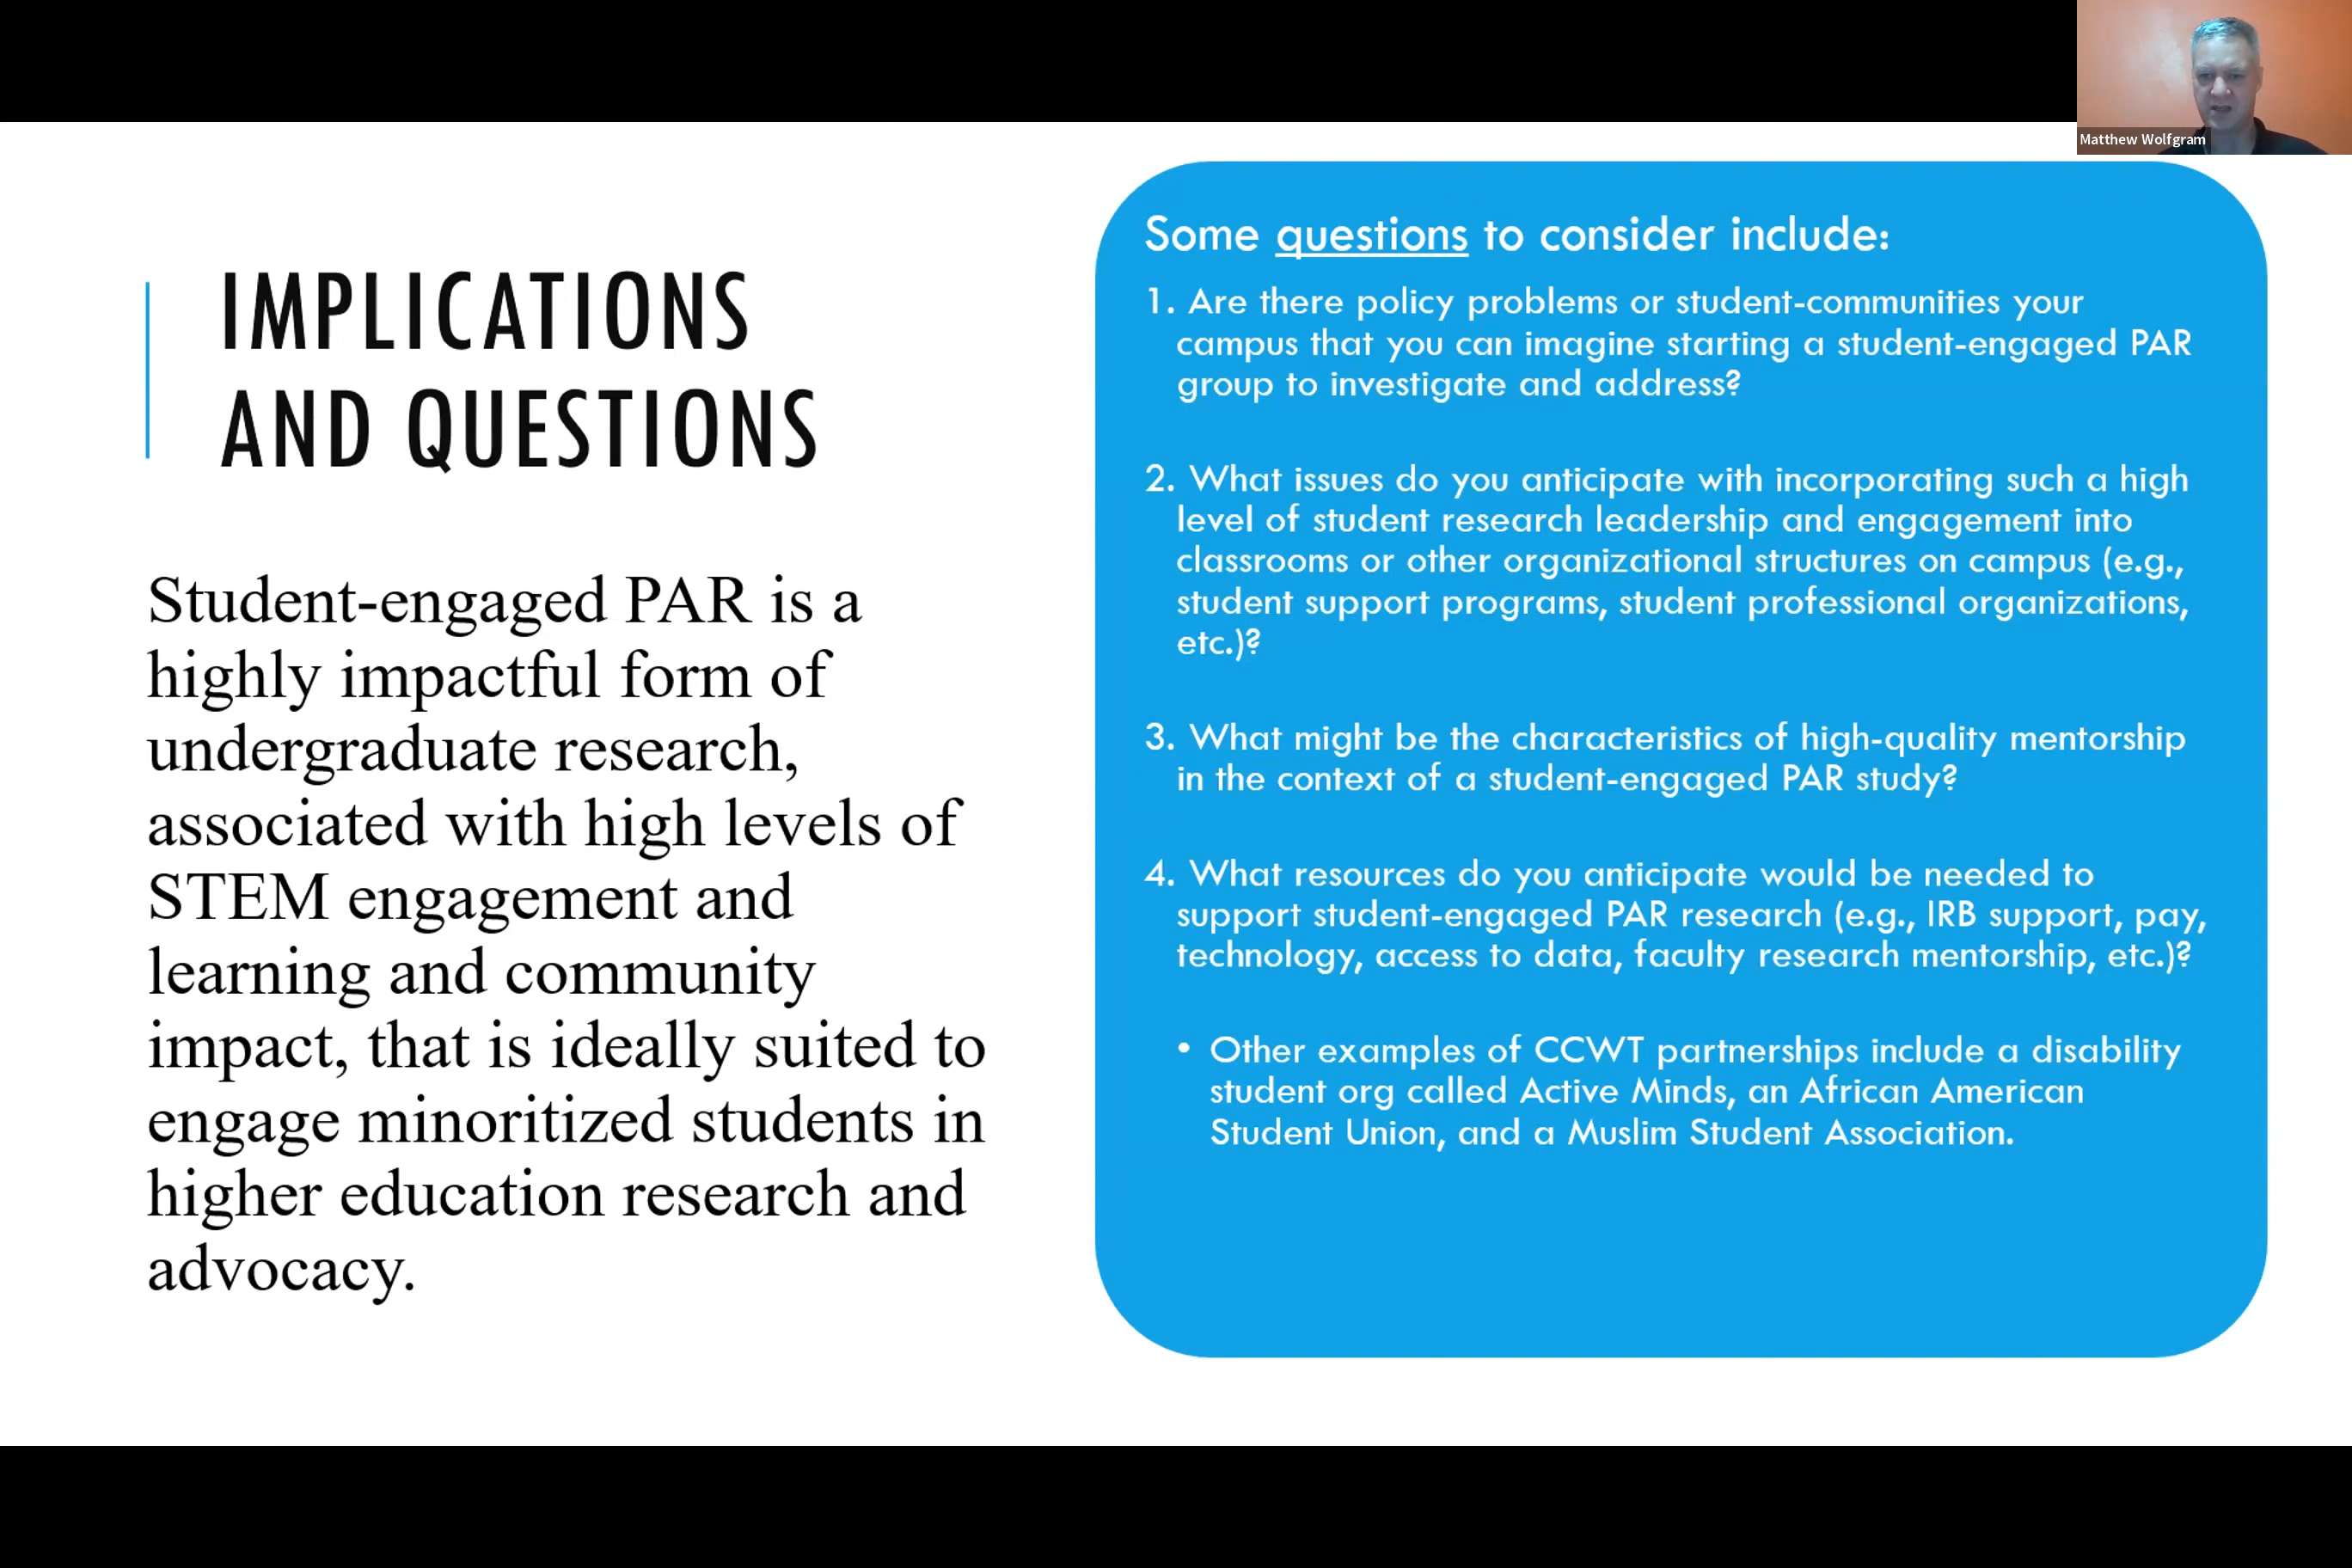 Matthew Wolfgram
IMPLICATIONS
AND QUESTIONS
Student-engaged PAR is a
highly impactful form of
undergraduate research,
associated with high levels of
STEM engagement and
learning and community
impact, that is ideally suited to
engage minoritized students in
higher education research and
advocacy.
Some questions to consider include:
1. Are there policy problems or student-communities your
campus that you can imagine starting a student-engaged PAR
group to investigate and address?
2. What issues do you anticipate with incorporating such a high
level of student research leadership and engagement into
classrooms or other organizational structures on campus (e.g.,
student support programs, student professional organizations,
etc.)?
3. What might be the characteristics of high-quality mentorship
in the context of a student-engaged PAR study?
4. What resources do you anticipate would be needed to
support student-engaged PAR research (e.g., IRB support, pay,
technology, access to data, faculty research mentorship, etc.)?
• Other examples of CCWT partnerships include a disability
student org called Active Minds, an African American
Student Union, and a Muslim Student Association.